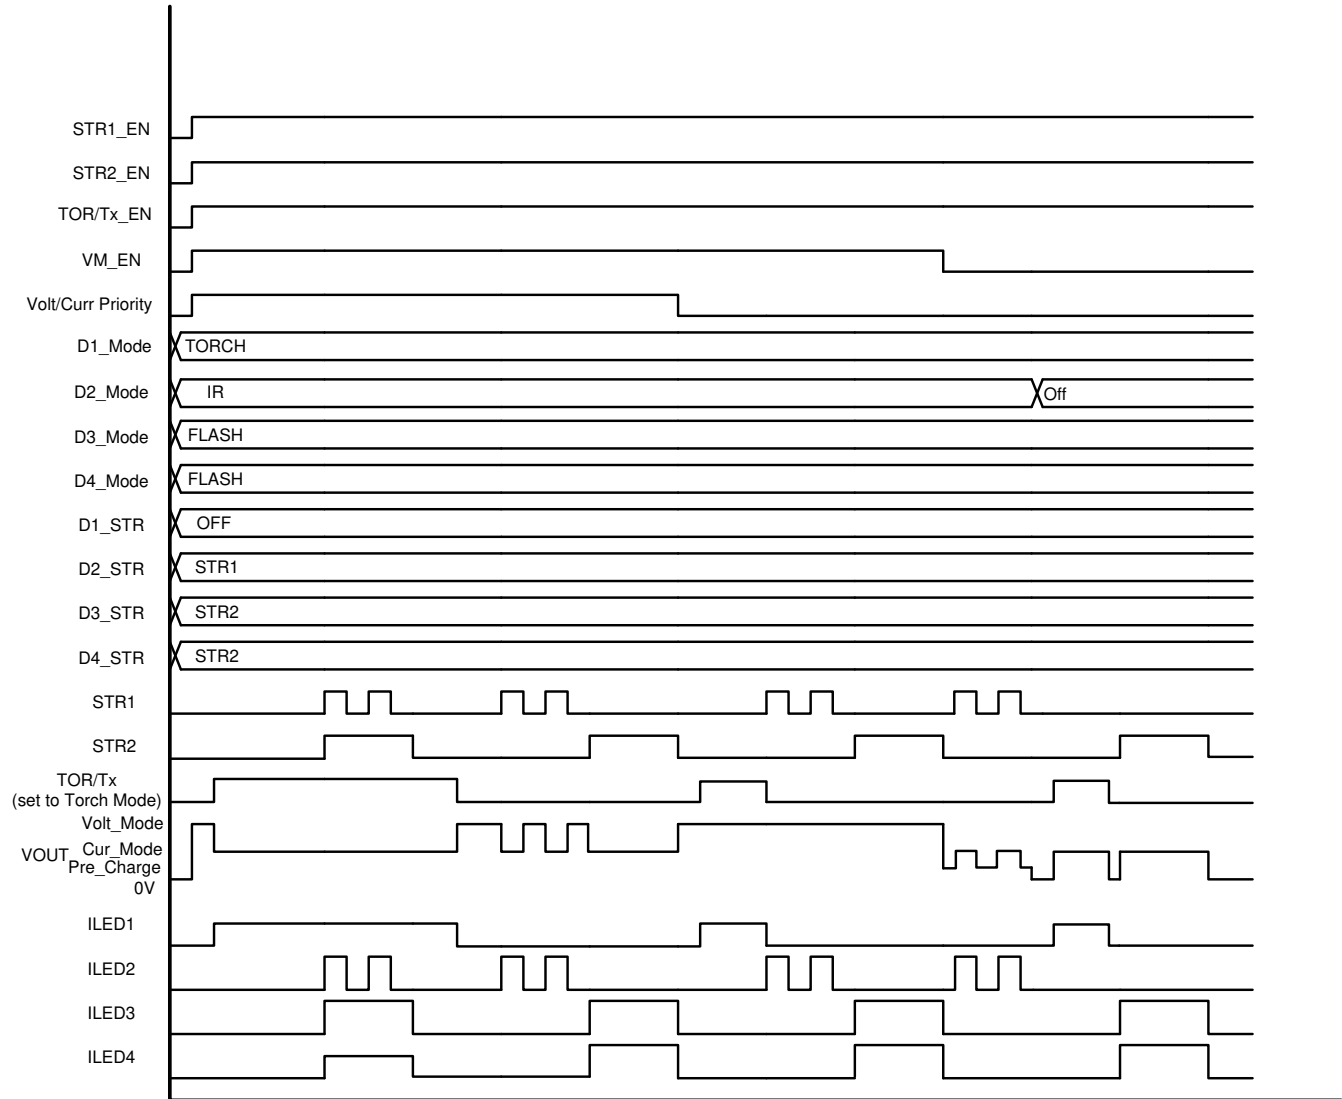 STR1_EN
STR2_EN
TOR/Tx_EN
VM_EN
Volt/Curr Priority
D1_Mode TORCH
D2_Mode IR Off
D3_Mode FLASH
D4_Mode FLASH
D1_STR OFF
D2_STR STR1
D3_STR STR2
D4_STR STR2
STR1
STR2
TOR/Tx
(set to Torch Mode)
Volt_Mode
VOUT Cur_Mode
Pre_Charge
0V
ILED1
ILED2
ILED3
ILED4